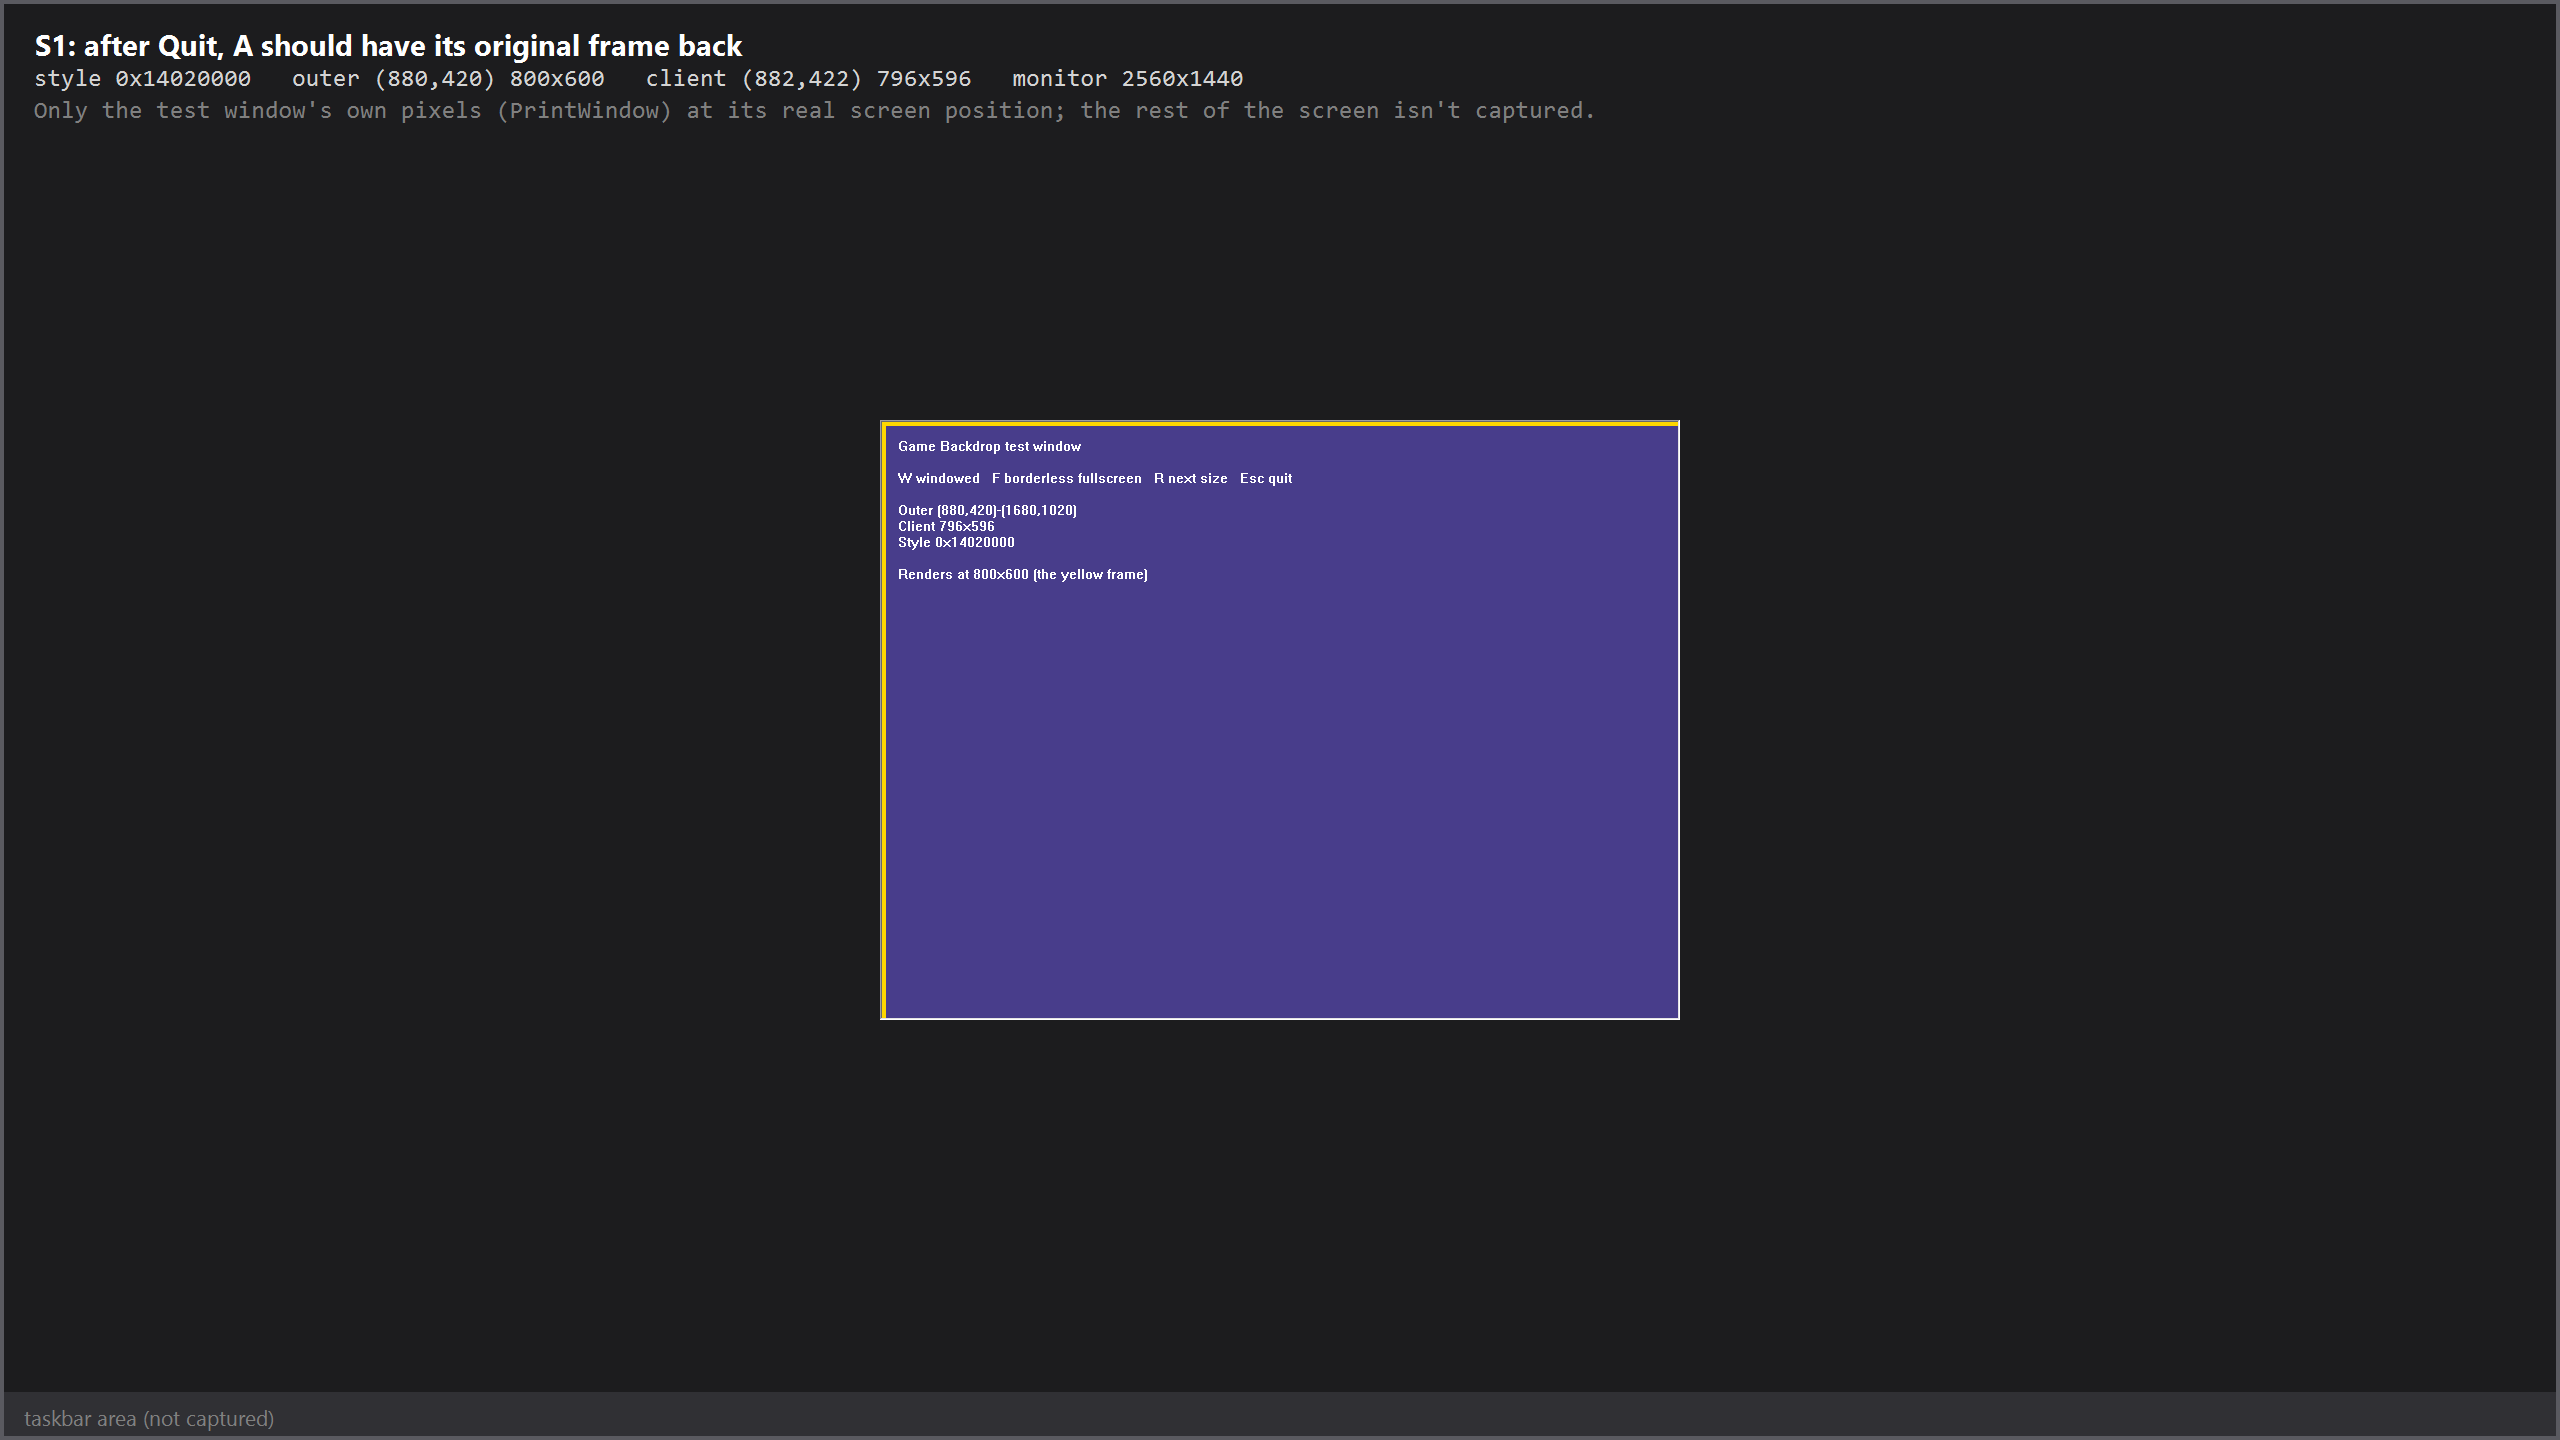 S1: after Quit, A should have its original frame back
style 0x14020000   outer (880,420) 800x600   client (882,422) 796x596   monitor 2560x1440
Only the test window's own pixels (PrintWindow) at its real screen position; the rest of the screen isn't captured.
Game Backdrop test window
W windowed   F borderless fullscreen   R next size   Esc quit
Outer (880,420)-(1680,1020)
Client 796x596
Style 0x14020000
Renders at 800x600 (the yellow frame)
taskbar area (not captured)